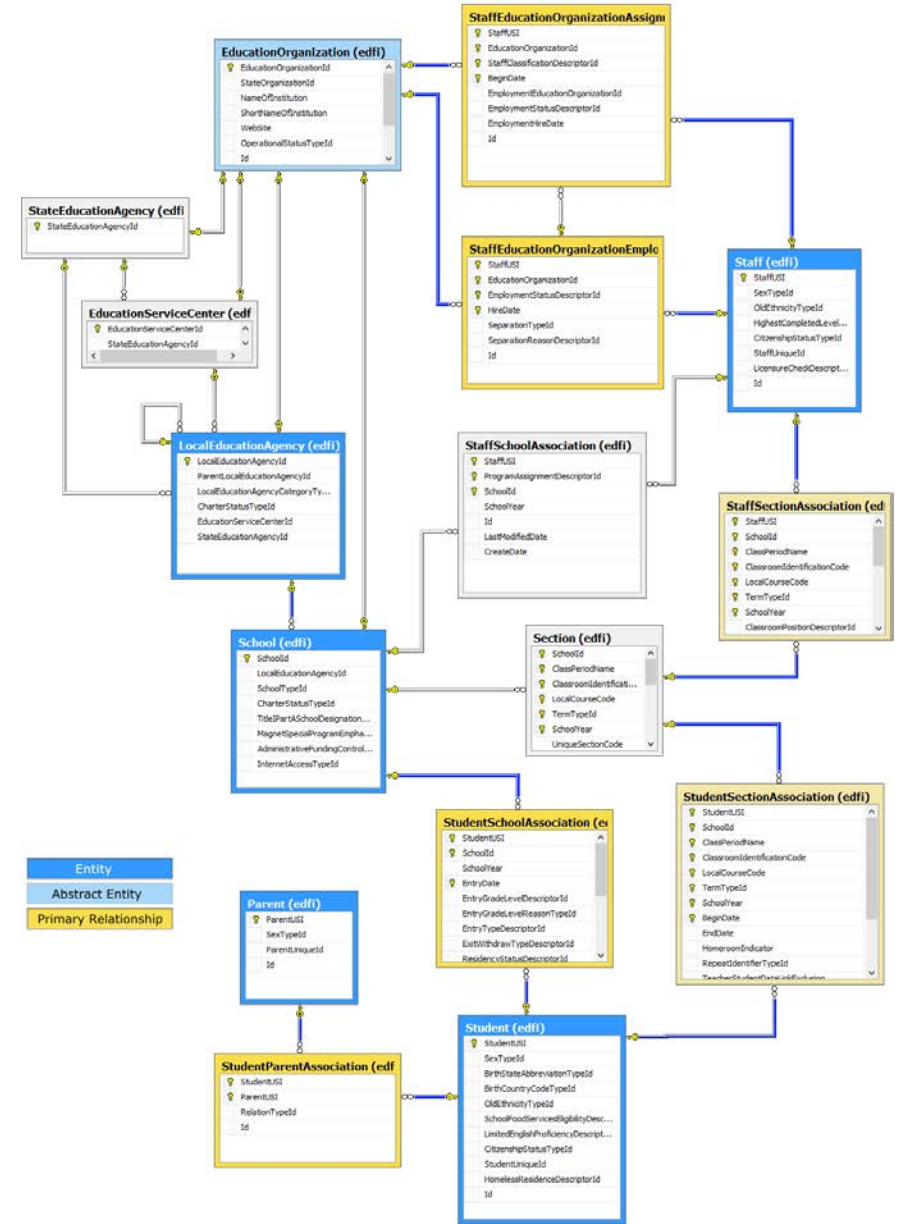 StaffEducationOrganizationAssign
StaffUSI
EducationOrganizationId
StaffClassificationDescriptorId
BeginDate
EmploymentEducationOrganizationId
EmploymentStatusDescriptorId
EmploymentHireDate
Id
EducationOrganization (edfi)
EducationOrganizationId
StateOrganizationId
NameOfInstitution
ShortNameOfInstitution
WebSite
OperationalStatusTypeId
Id
StateEducationAgency (edfi
StateEducationAgencyId
StaffEducationOrganizationEmplo
StaffUSI
EducationOrganizationId
EmploymentStatusDescriptorId
HireDate
SeparationTypeId
SeparationReasonDescriptorId
Id
Staff (edfi)
StaffUSI
SexTypeId
OldEthnicityTypeId
HighestCompletedLevel...
CitizenshipStatusTypeId
StaffUniqueId
LicensureCheckDescript...
Id
EducationServiceCenter (edf
EducationServiceCenterId
StateEducationAgencyId
LocalEducationAgency (edfi)
LocalEducationAgencyId
ParentLocalEducationAgencyId
LocalEducationAgencyCategoryTy...
CharterStatusTypeId
EducationServiceCenterId
StateEducationAgencyId
StaffSchoolAssociation (edfi)
StaffUSI
ProgramAssignmentDescriptorId
SchoolId
SchoolYear
Id
LastModifiedDate
CreateDate
StaffSectionAssociation (edf
StaffUSI
SchoolId
ClassPeriodName
ClassroomIdentificationCode
LocalCourseCode
TermTypeId
SchoolYear
ClassroomPositionDescriptorId
School (edfi)
SchoolId
LocalEducationAgencyId
SchoolTypeId
CharterStatusTypeId
TitleIPartASchoolDesignation...
MagnetSpecialProgramEmpha...
AdministrativeFundingControl...
InternetAccessTypeId
Section (edfi)
SchoolId
ClassPeriodName
ClassroomIdentificati...
LocalCourseCode
TermTypeId
SchoolYear
UniqueSectionCode
StudentSectionAssociation (edfi)
StudentUSI
SchoolId
ClassPeriodName
ClassroomIdentificationCode
LocalCourseCode
TermTypeId
SchoolYear
BeginDate
EndDate
HomeroomIndicator
RepeatIdentifierTypeId
TeacherStudentDataLinkExclusion
StudentSchoolAssociation (e
StudentUSI
SchoolId
SchoolYear
EntryDate
EntryGradeLevelDescriptorId
EntryGradeLevelReasonTypeId
EntryTypeDescriptorId
ExitWithdrawTypeDescriptorId
ResidencyStatusDescriptorId
Entity
Abstract Entity
Primary Relationship
Parent (edfi)
ParentUSI
SexTypeId
ParentUniqueId
Id
StudentParentAssociation (edf
StudentUSI
ParentUSI
RelationTypeId
Id
Student (edfi)
StudentUSI
SexTypeId
BirthStateAbbreviationTypeId
BirthCountryCodeTypeId
OldEthnicityTypeId
SchoolFoodServicesEligibilityDesc...
LimitedEnglishProficiencyDescript...
CitizenshipStatusTypeId
StudentUniqueId
HomelessResidenceDescriptorId
Id